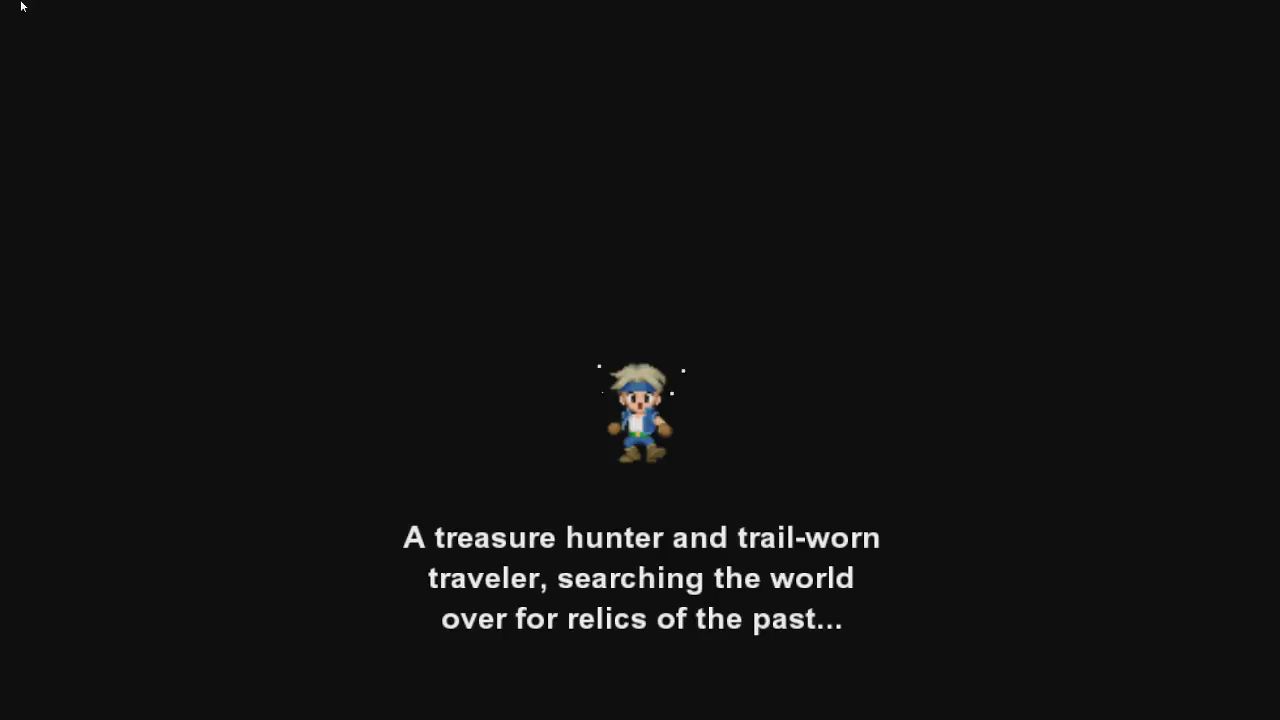 A treasure hunter and trail-worn
traveler, searching the world
over for relics of the past...